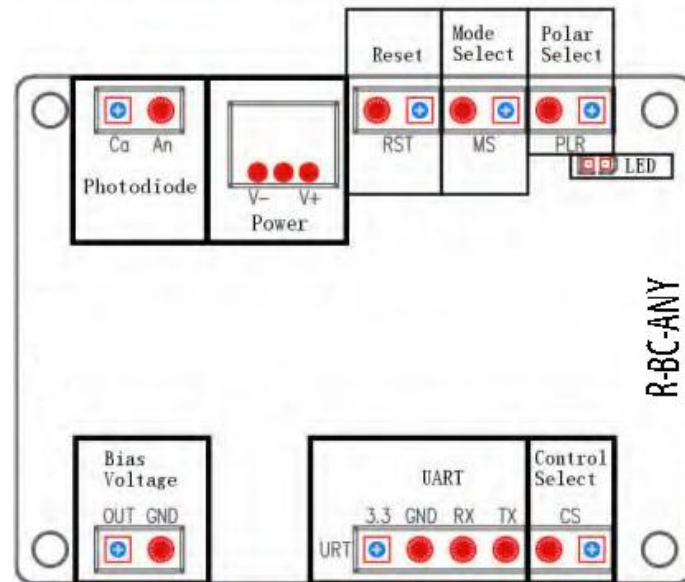 Reset
Mode
Select
Polar
Select
Ca An
RST
MS
PLR
Photodiode
V- V+
Power
LED
R-BC-ANY
Bias
Voltage
OUT GND
UART
3.3 GND RX TX
URT
Control
Select
CS